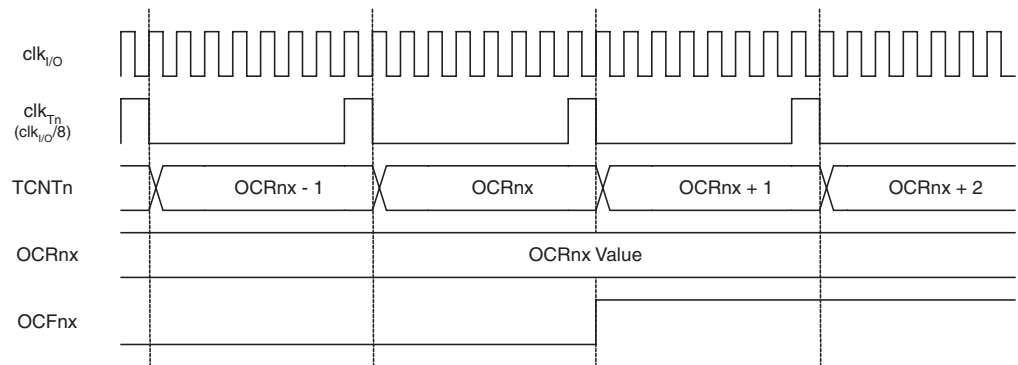 clkI/O
clkTn
(clkI/O/8)
TCNTn
OCRnx - 1
OCRnx
OCRnx + 1
OCRnx + 2
OCRnx
OCRnx Value
OCFnx